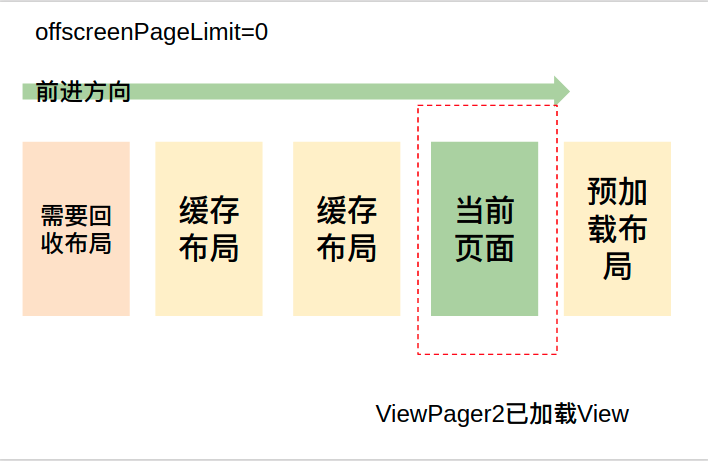 offscreenPageLimit=0
前进方向
需要回
收布局
缓存
布局
缓存
布局
当前
页面
预加
载布
局
ViewPager2已加载View